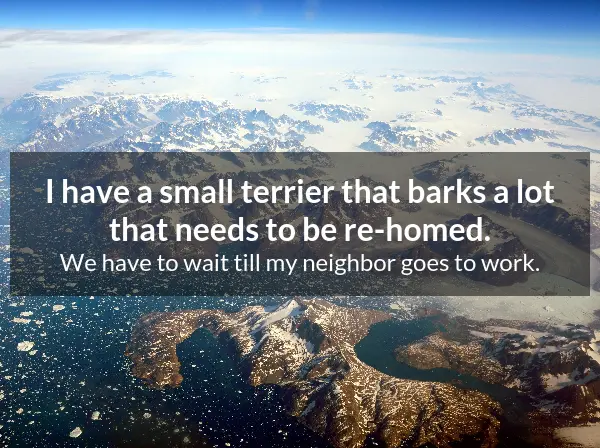 I have a small terrier that barks a lot
that needs to be re-homed.
We have to wait till my neighbor goes to work.